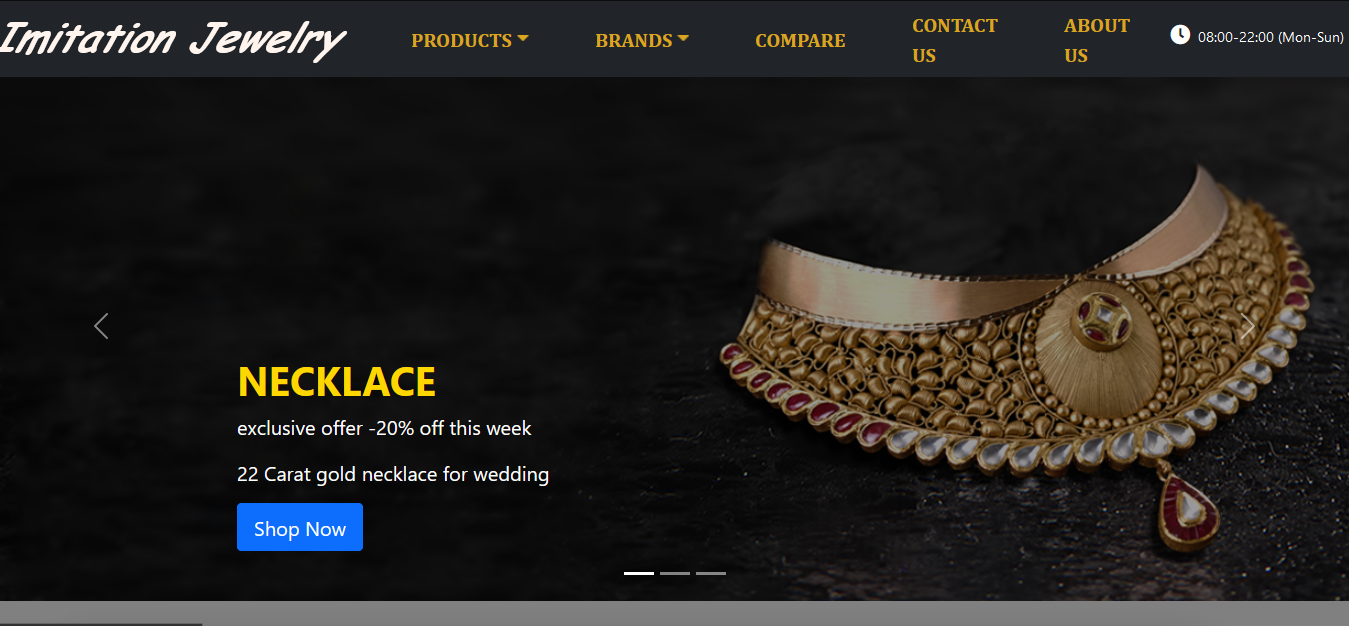 Imitation Jewelry
PRODUCTS
BRANDS
COMPARE
CONTACT
US
ABOUT
US
08:00-22:00 (Mon-Sun)
NECKLACE
exclusive offer -20% off this week
22 Carat gold necklace for wedding
Shop Now